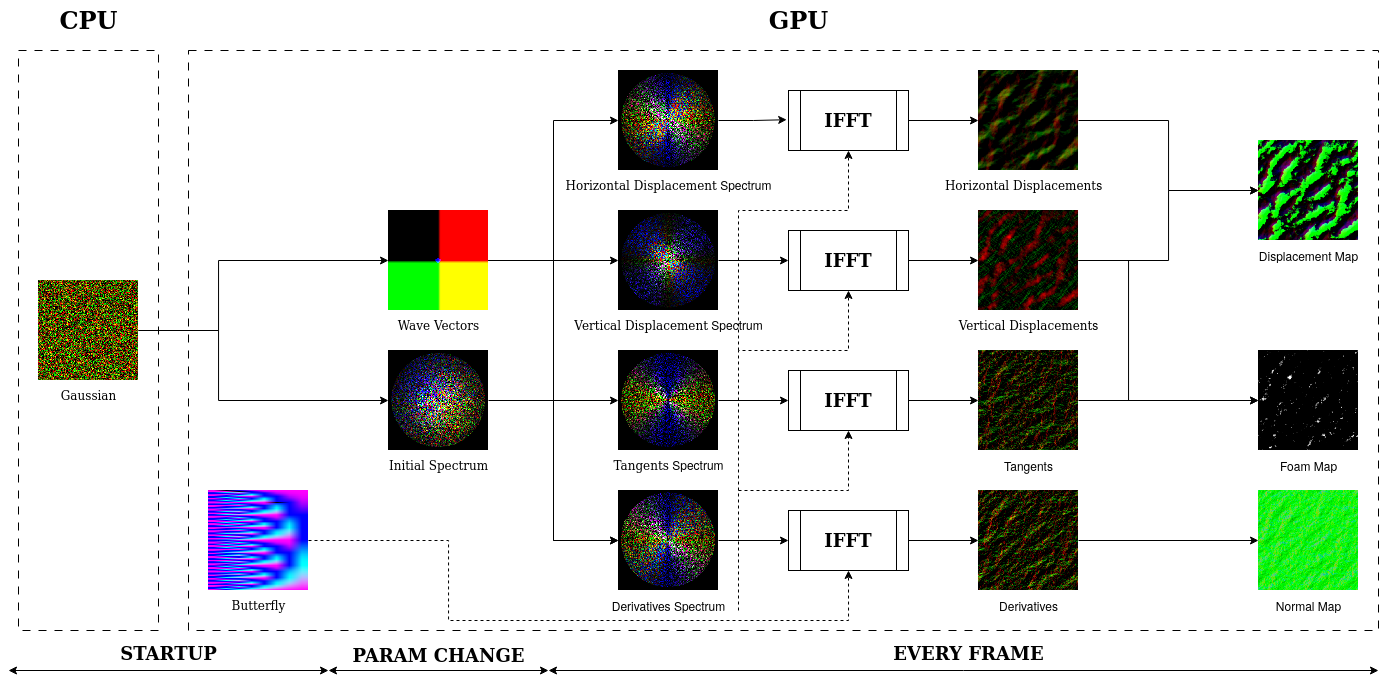 CPU
GPU
IFFT
Horizontal Displacement Spectrum
Horizontal Displacements
IFFT
Displacement Map
Wave Vectors
Vertical Displacement Spectrum
Vertical Displacements
Gaussian
IFFT
Initial Spectrum
Tangents Spectrum
Tangents
Foam Map
IFFT
Butterfly
Derivatives Spectrum
Derivatives
Normal Map
STARTUP
PARAM CHANGE
EVERY FRAME